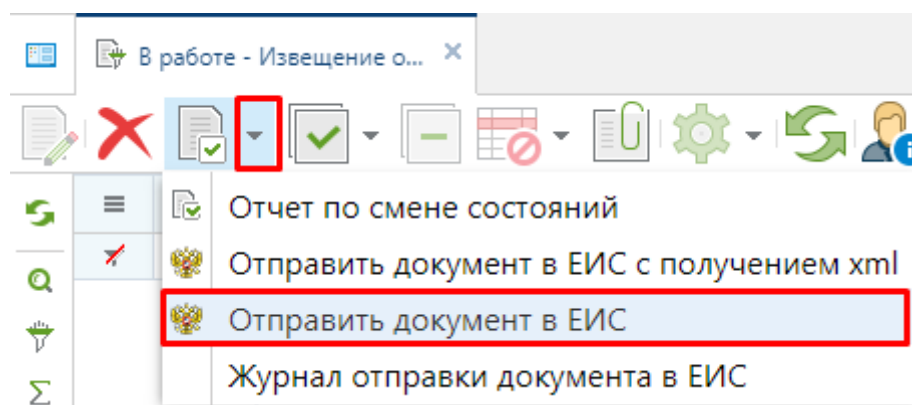 В работе - Извещение о...
Отчет по смене состояний
Отправить документ в ЕИС с получением xml
Отправить документ в ЕИС
Журнал отправки документа в ЕИС